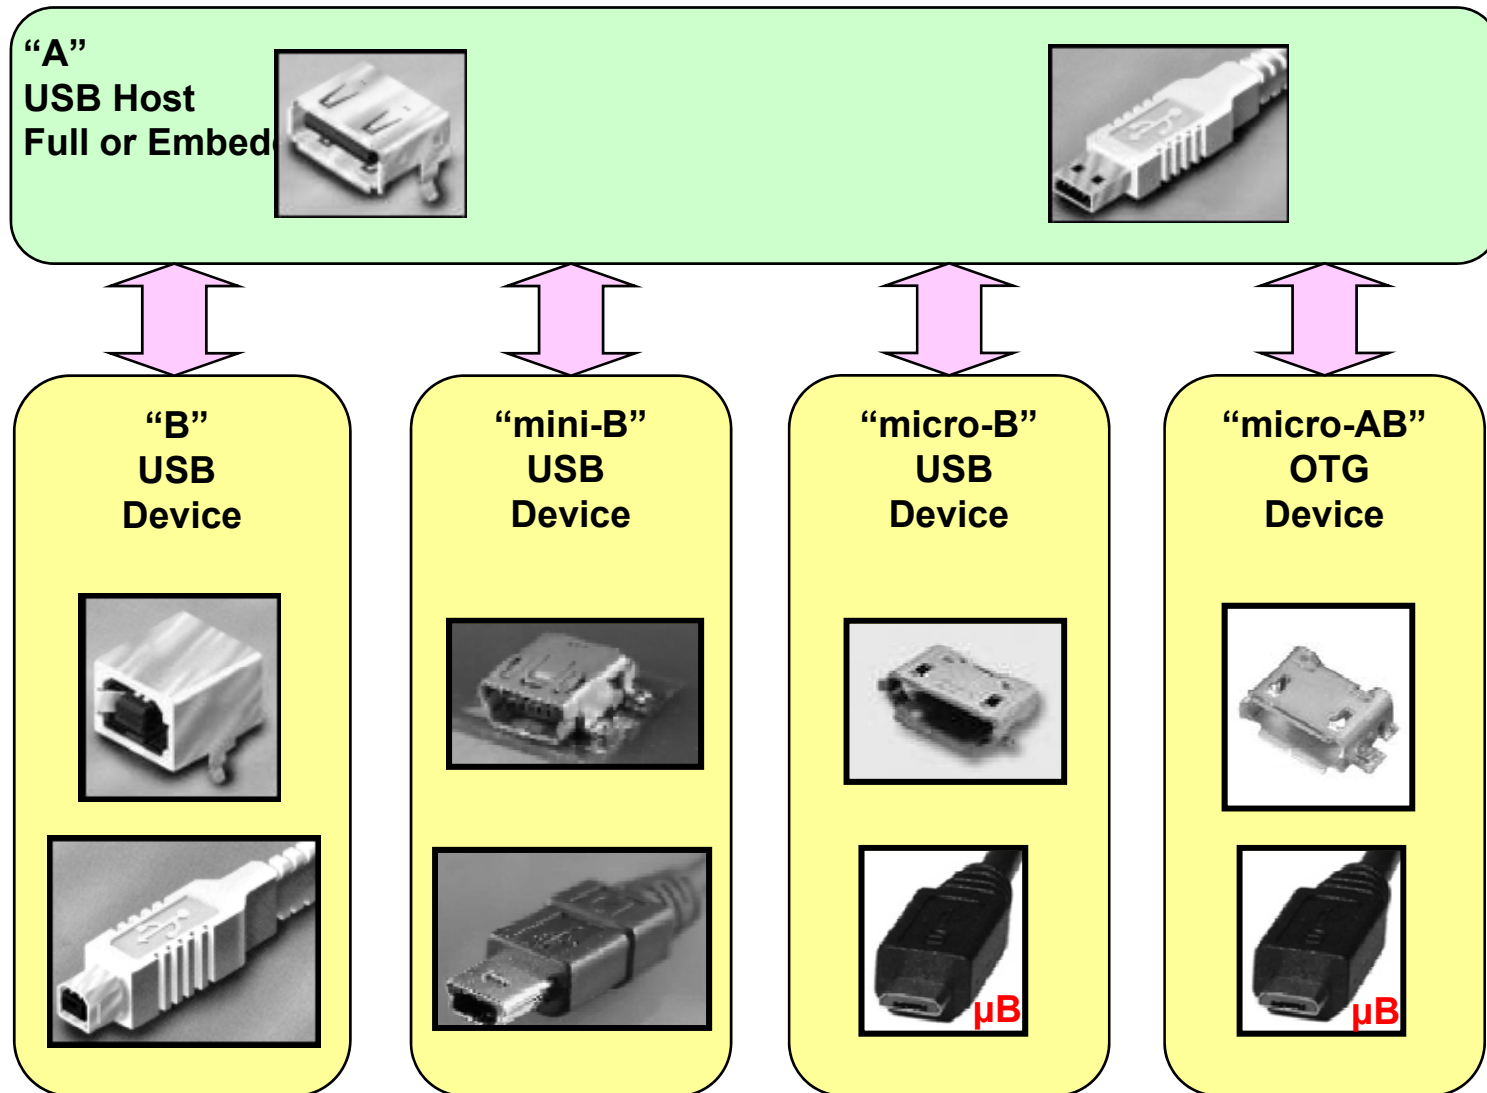 “A”
USB Host
Full or Embed
“B”
USB
Device
“mini-B”
USB
Device
“micro-B”
USB
Device
“micro-AB”
OTG
Device
µB
µB